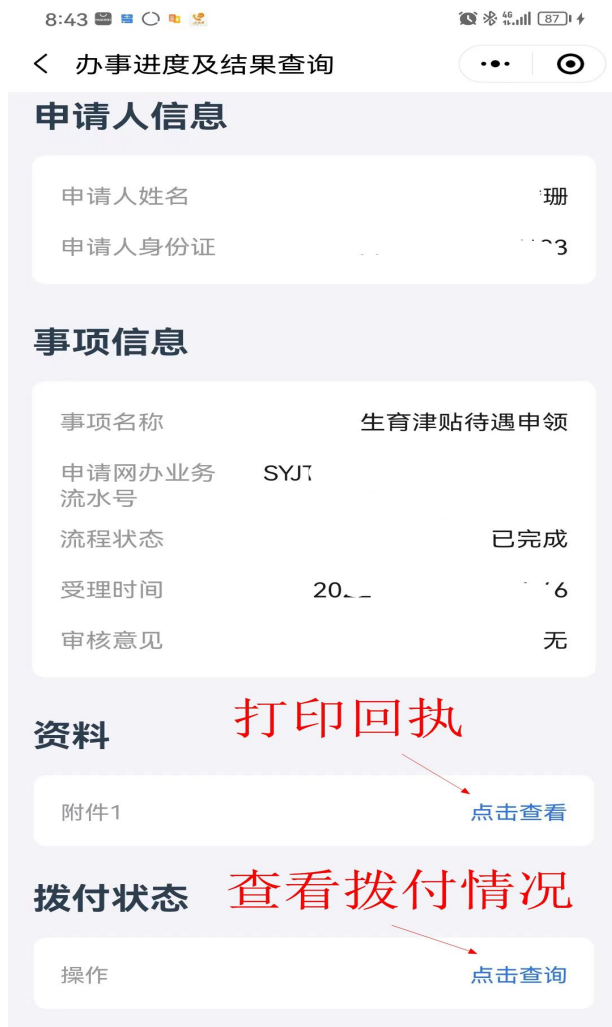 8:43
4G
87
办事进度及结果查询
申请人信息
申请人姓名 珊
申请人身份证 3
事项信息
事项名称 生育津贴待遇申领
申请网办业务 SYJ
流水号
流程状态 已完成
受理时间 20 6
审核意见 无
打印回执
资料
附件1 点击查看
查看拨付情况
拨付状态
操作 点击查询